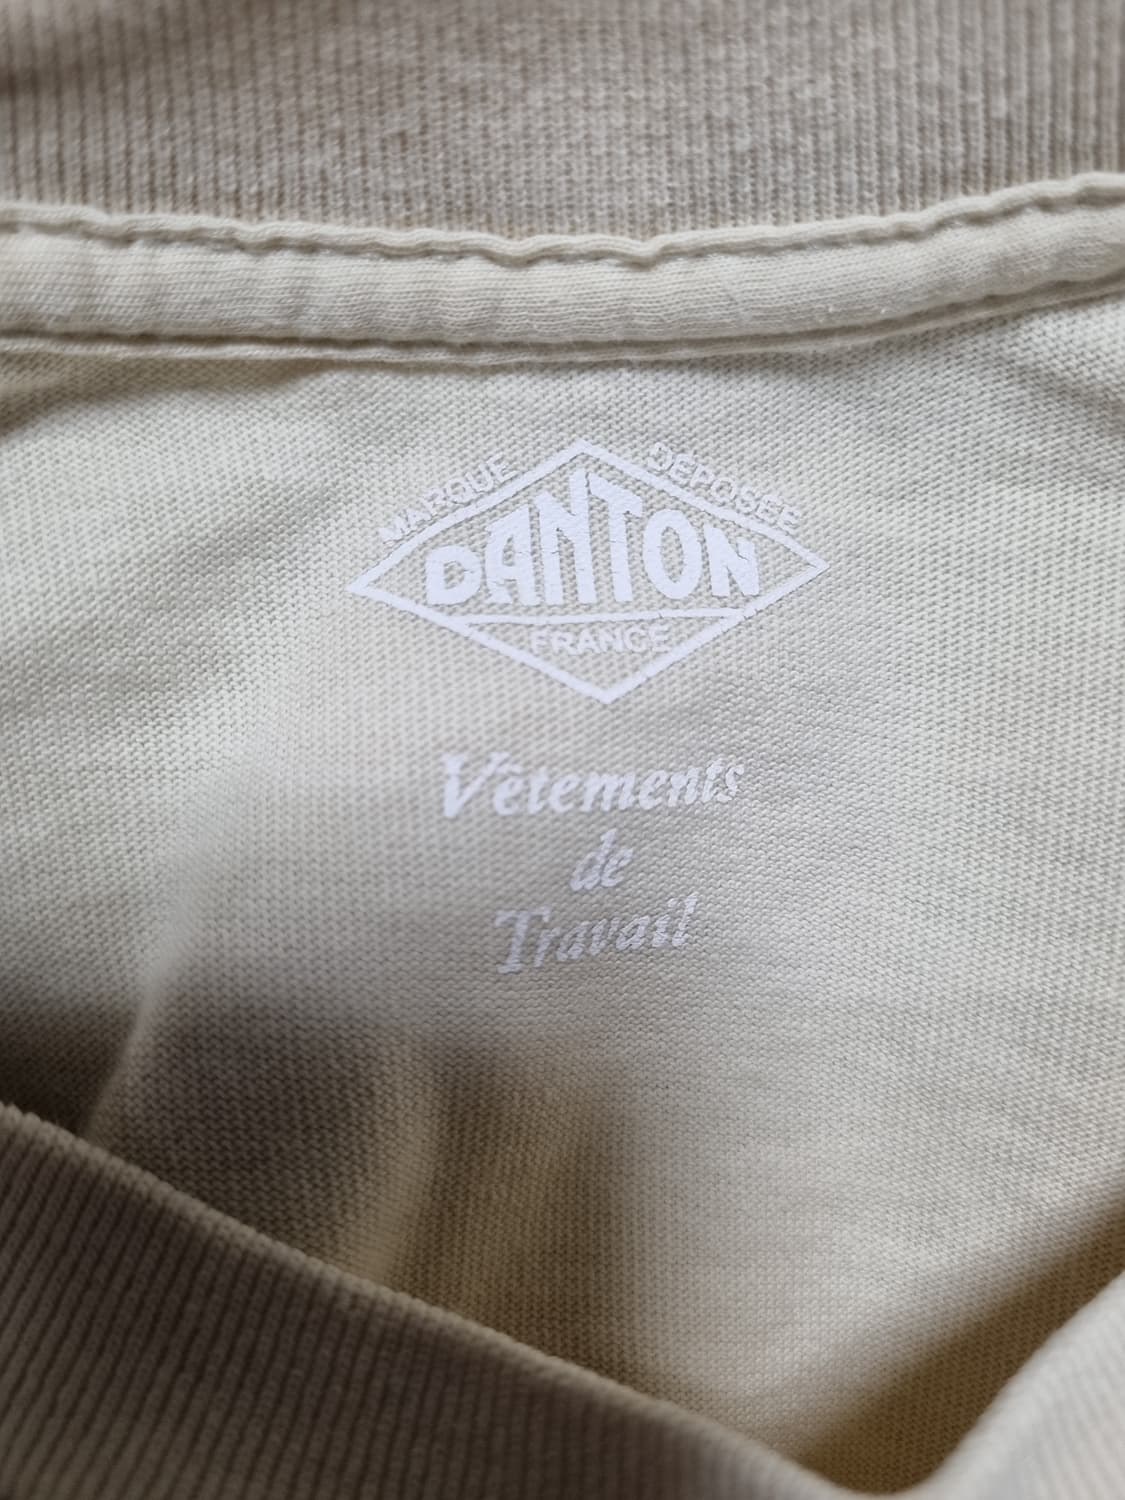 MARQUE DÉPOSÉE
DANTON
FRANCE
Vêtements
de
Travail